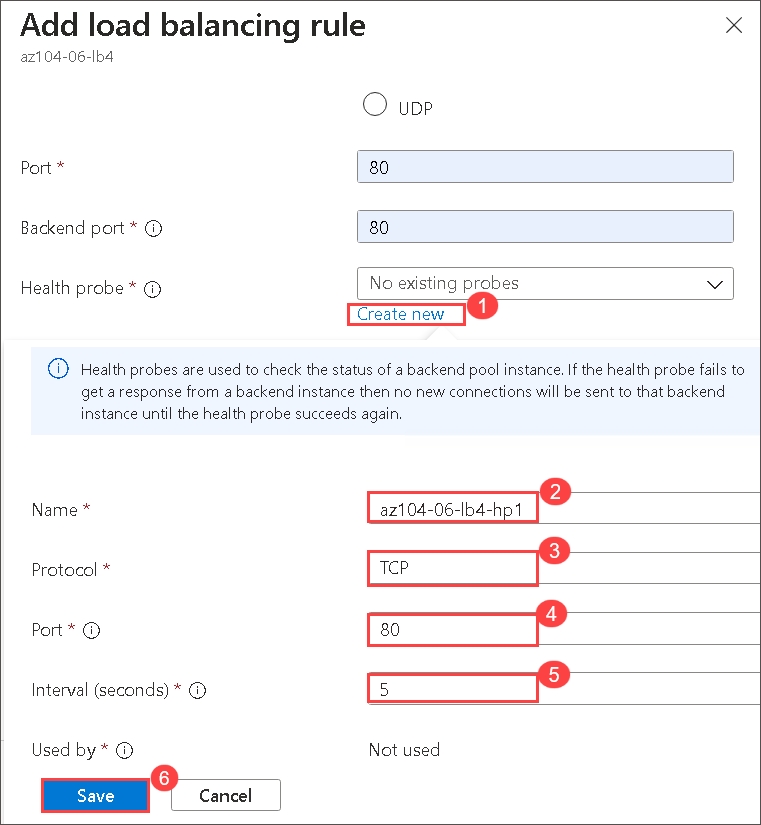 Add load balancing rule
az104-06-lb4
UDP
Port *
80
Backend port *
80
Health probe *
No existing probes
Create new
1
Health probes are used to check the status of a backend pool instance. If the health probe fails to
get a response from a backend instance then no new connections will be sent to that backend
instance until the health probe succeeds again.
Name *
az104-06-lb4-hp1
2
Protocol *
TCP
3
Port *
80
4
Interval (seconds) *
5
5
Used by *
Not used
Save
6
Cancel